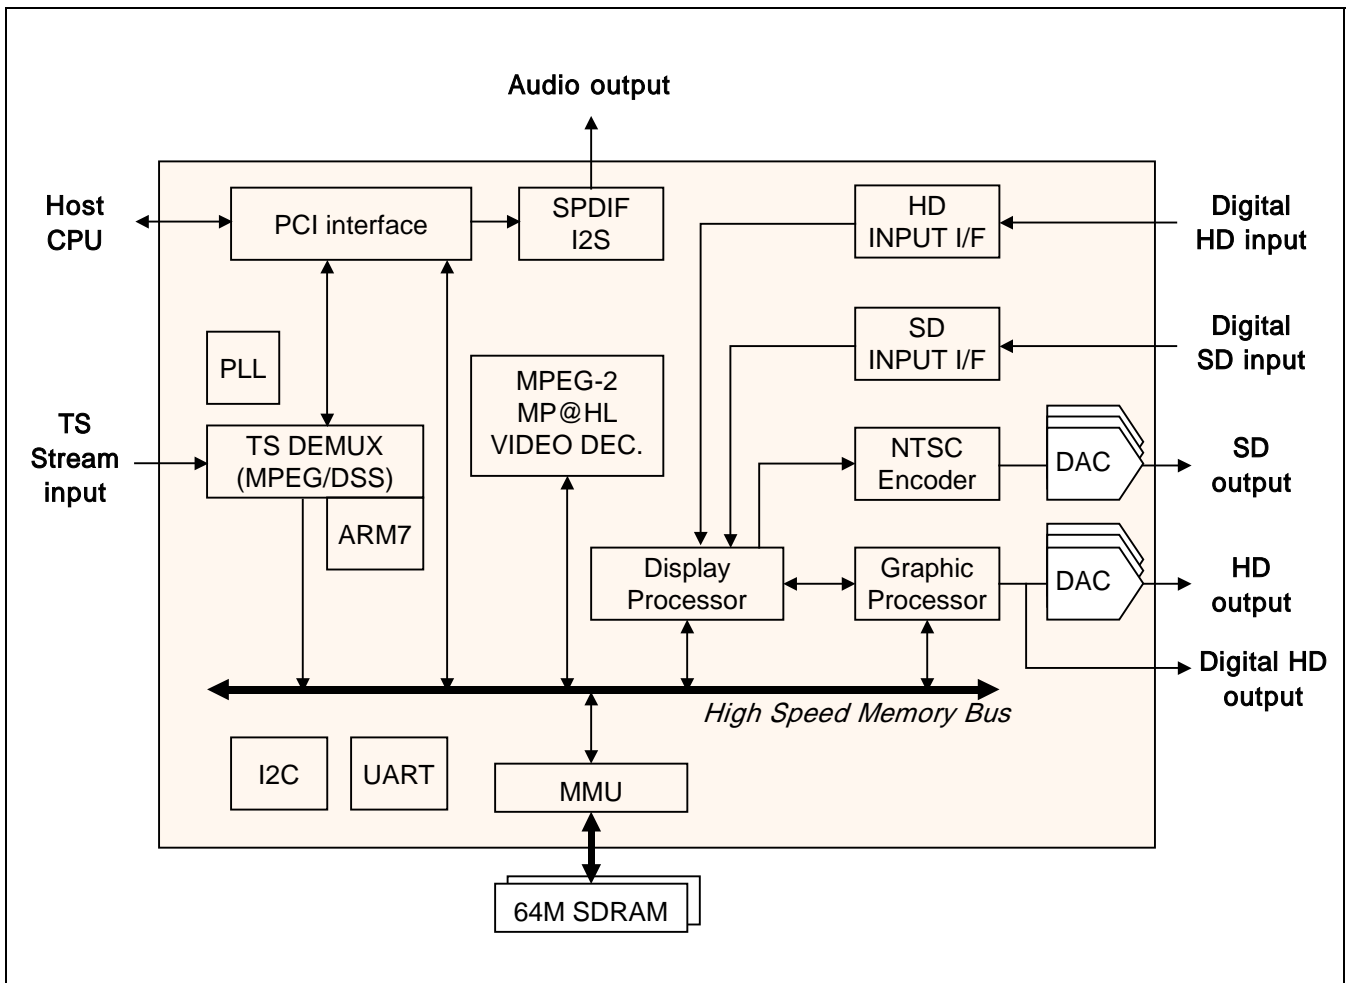 Audio output
Host
CPU
PCI interface
SPDIF
I2S
HD
INPUT I/F
Digital
HD input
PLL
SD
INPUT I/F
Digital
SD input
TS
Stream
input
TS DEMUX
(MPEG/DSS)
ARM7
MPEG-2
MP@HL
VIDEO DEC.
NTSC
Encoder
DAC
SD
output
Display
Processor
Graphic
Processor
DAC
HD
output
Digital HD
output
High Speed Memory Bus
I2C
UART
MMU
64M SDRAM